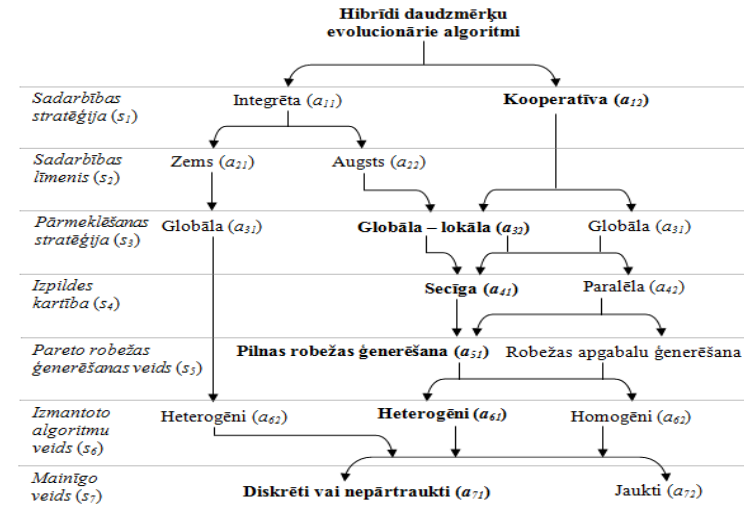 Hibrīdi daudzmērķu
evolucionārie algoritmi
Sadarbības
stratēģija (s1)
Integrēta (a11)
Kooperatīva (a12)
Sadarbības
līmenis (s2)
Zems (a21)
Augsts (a22)
Pārmeklēšanas
stratēģija (s3)
Globāla (a31)
Globāla – lokāla (a32)
Globāla (a31)
Izpildes
kartība (s4)
Secīga (a41)
Paralēla (a42)
Pareto robežas
ģenerēšanas veids (s5)
Pilnas robežas ģenerēšana (a51)
Robežas apgabalu ģenerēšana
Izmantoto
algoritmu
veids (s6)
Heterogēni (a62)
Heterogēni (a61)
Homogēni (a62)
Mainīgo
veids (s7)
Diskrēti vai nepārtraukti (a71)
Jaukti (a72)